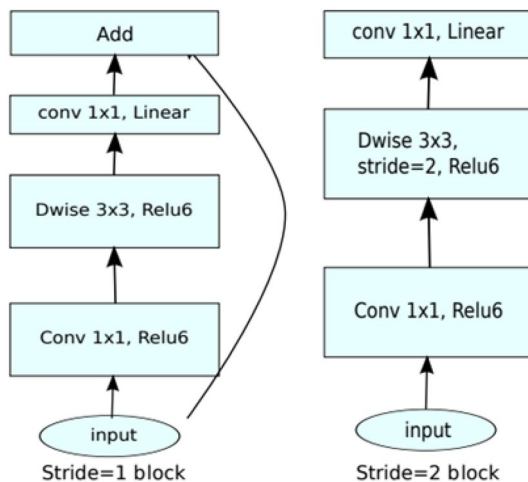 Add
conv 1x1, Linear
Dwise 3x3, Relu6
Conv 1x1, Relu6
input
Stride=1 block
conv 1x1, Linear
Dwise 3x3,
stride=2, Relu6
Conv 1x1, Relu6
input
Stride=2 block